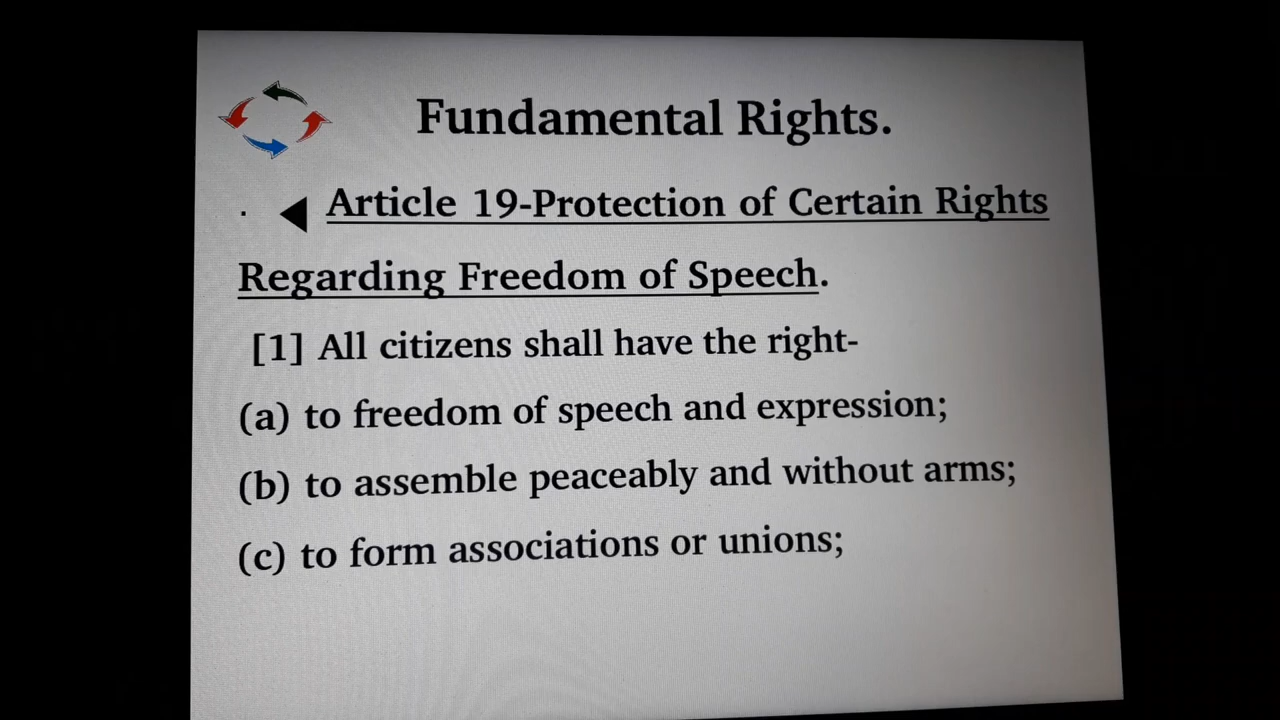 Fundamental Rights.
. Article 19-Protection of Certain Rights
Regarding Freedom of Speech.
[1] All citizens shall have the right-
(a) to freedom of speech and expression;
(b) to assemble peaceably and without arms;
(c) to form associations or unions;